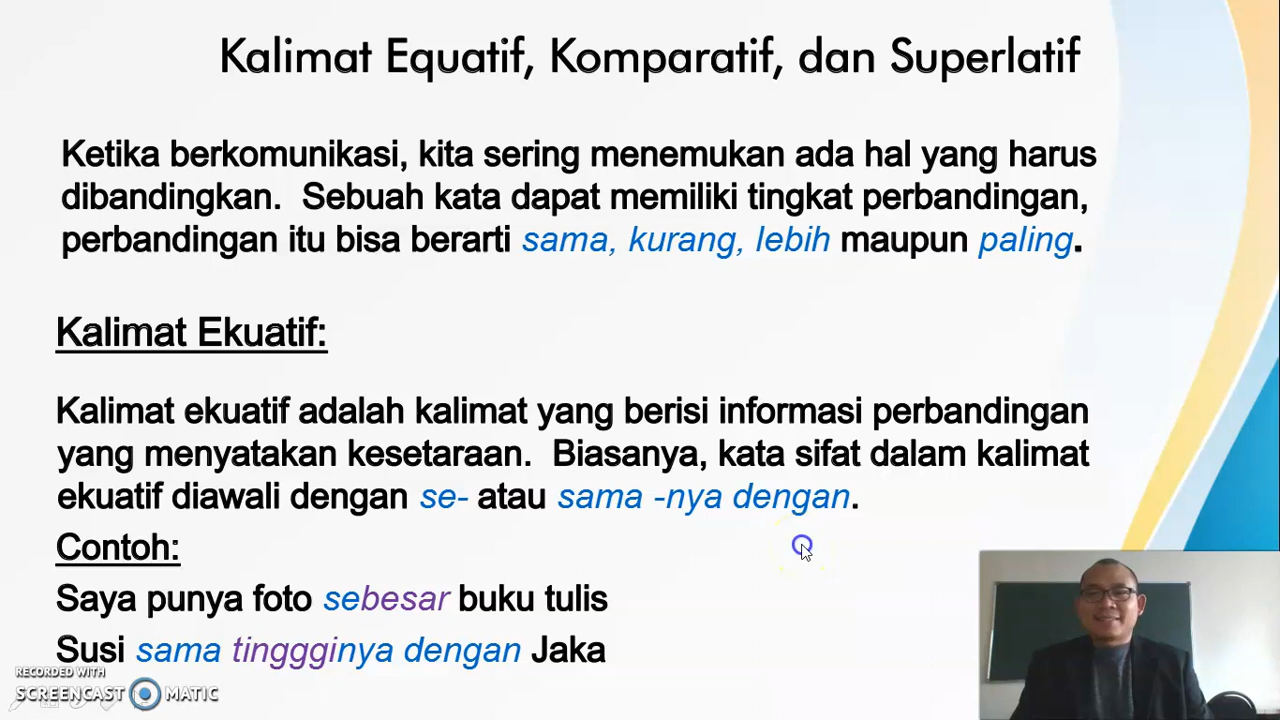 Kalimat Equatif, Komparatif, dan Superlatif
Ketika berkomunikasi, kita sering menemukan ada hal yang harus
dibandingkan. Sebuah kata dapat memiliki tingkat perbandingan,
perbandingan itu bisa berarti sama, kurang, lebih maupun paling.
Kalimat Ekuatif:
Kalimat ekuatif adalah kalimat yang berisi informasi perbandingan
yang menyatakan kesetaraan. Biasanya, kata sifat dalam kalimat
ekuatif diawali dengan se- atau sama -nya dengan.
Contoh:
Saya punya foto sebesar buku tulis
Susi sama tingggginya dengan Jaka
RECORDED WITH
SCREENCAST MATIC